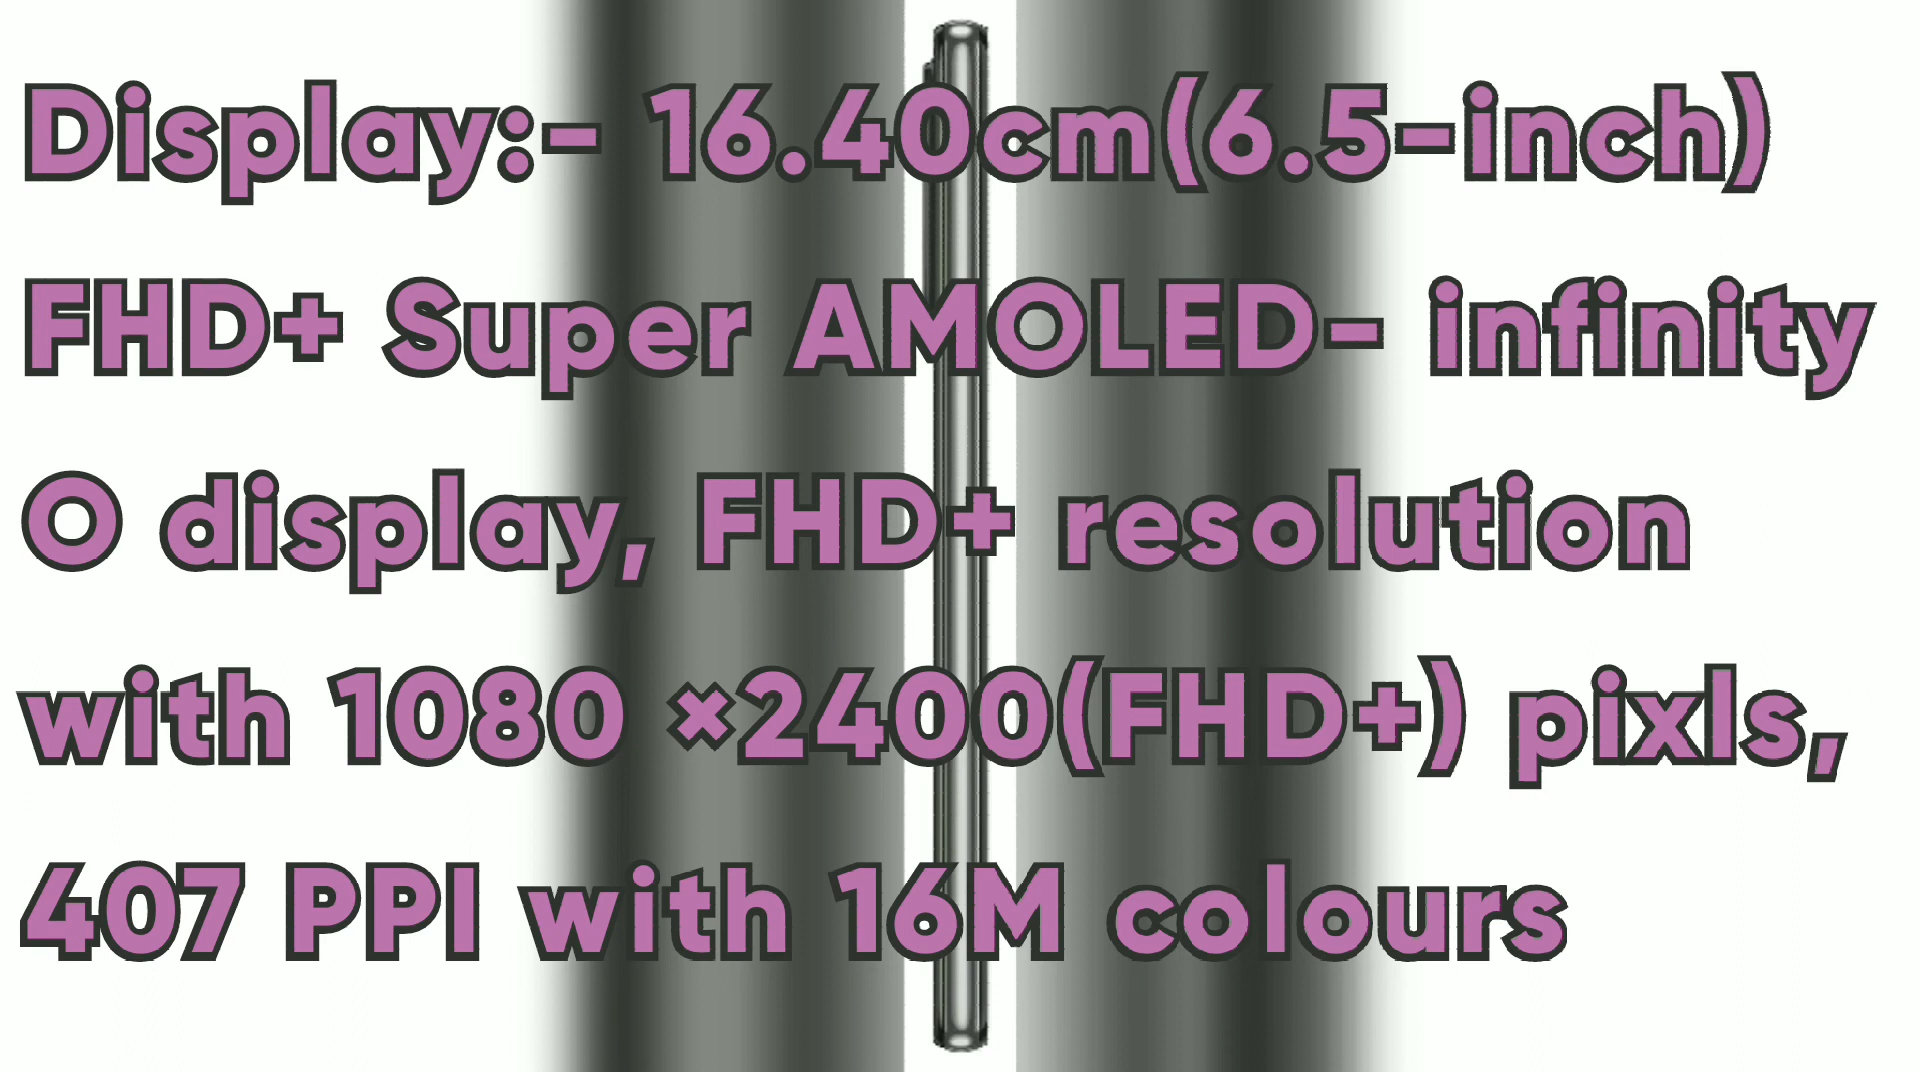 Display:- 16.40cm(6.5-inch)
FHD+ Super AMOLED- infinity
O display, FHD+ resolution
with 1080 ×2400(FHD+) pixls,
407 PPI with 16M colours